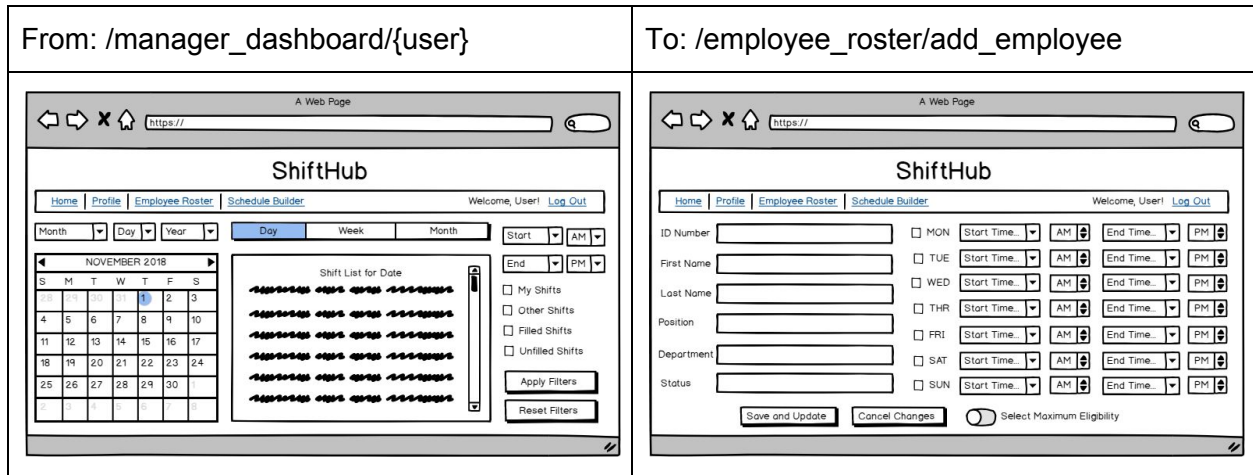 From: /manager_dashboard/{user}
To: /employee_roster/add_employee
A Web Page
https://
ShiftHub
Home Profile Employee Roster Schedule Builder Welcome, User! Log Out
Month Day Year
Day Week Month
Start AM
End PM
NOVEMBER 2018
S M T W T F S
28 29 30 31 1 2 3
4 5 6 7 8 9 10
11 12 13 14 15 16 17
18 19 20 21 22 23 24
25 26 27 28 29 30 1
2 3 4 5 6 7 8
Shift List for Date
My Shifts
Other Shifts
Filled Shifts
Unfilled Shifts
Apply Filters
Reset Filters
A Web Page
https://
ShiftHub
Home Profile Employee Roster Schedule Builder Welcome, User! Log Out
ID Number
First Name
Last Name
Position
Department
Status
MON Start Time... AM End Time... PM
TUE Start Time... AM End Time... PM
WED Start Time... AM End Time... PM
THR Start Time... AM End Time... PM
FRI Start Time... AM End Time... PM
SAT Start Time... AM End Time... PM
SUN Start Time... AM End Time... PM
Save and Update Cancel Changes Select Maximum Eligibility